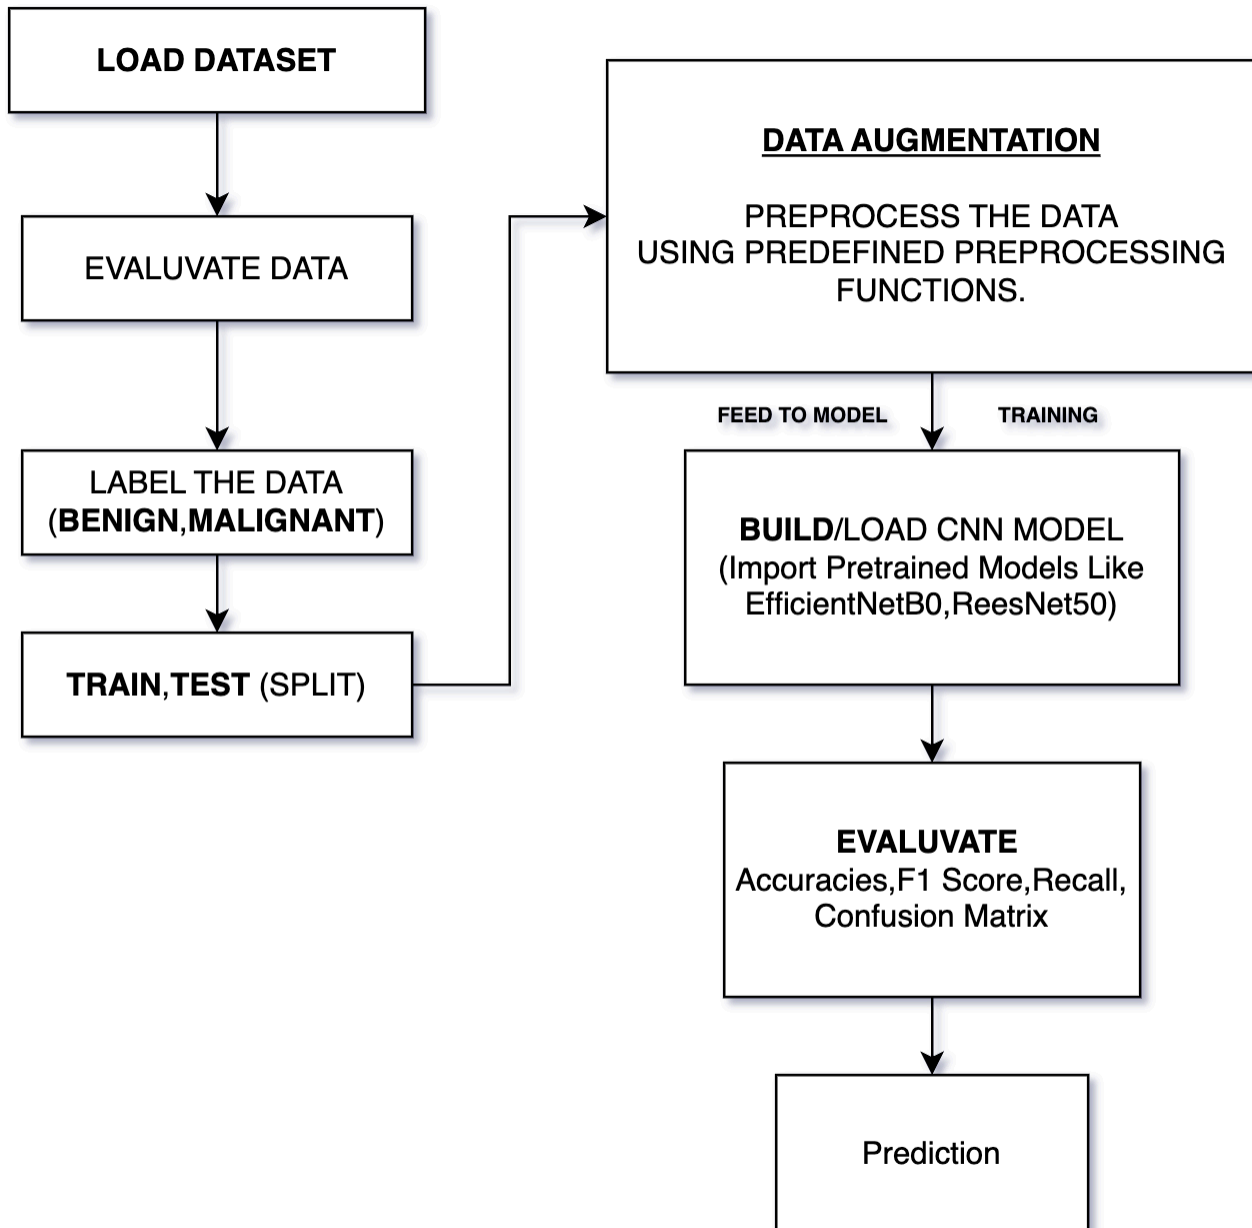 LOAD DATASET
EVALUVATE DATA
LABEL THE DATA
(BENIGN,MALIGNANT)
TRAIN,TEST (SPLIT)
DATA AUGMENTATION
PREPROCESS THE DATA
USING PREDEFINED PREPROCESSING
FUNCTIONS.
FEED TO MODEL
TRAINING
BUILD/LOAD CNN MODEL
(Import Pretrained Models Like
EfficientNetB0,ReesNet50)
EVALUVATE
Accuracies,F1 Score,Recall,
Confusion Matrix
Prediction